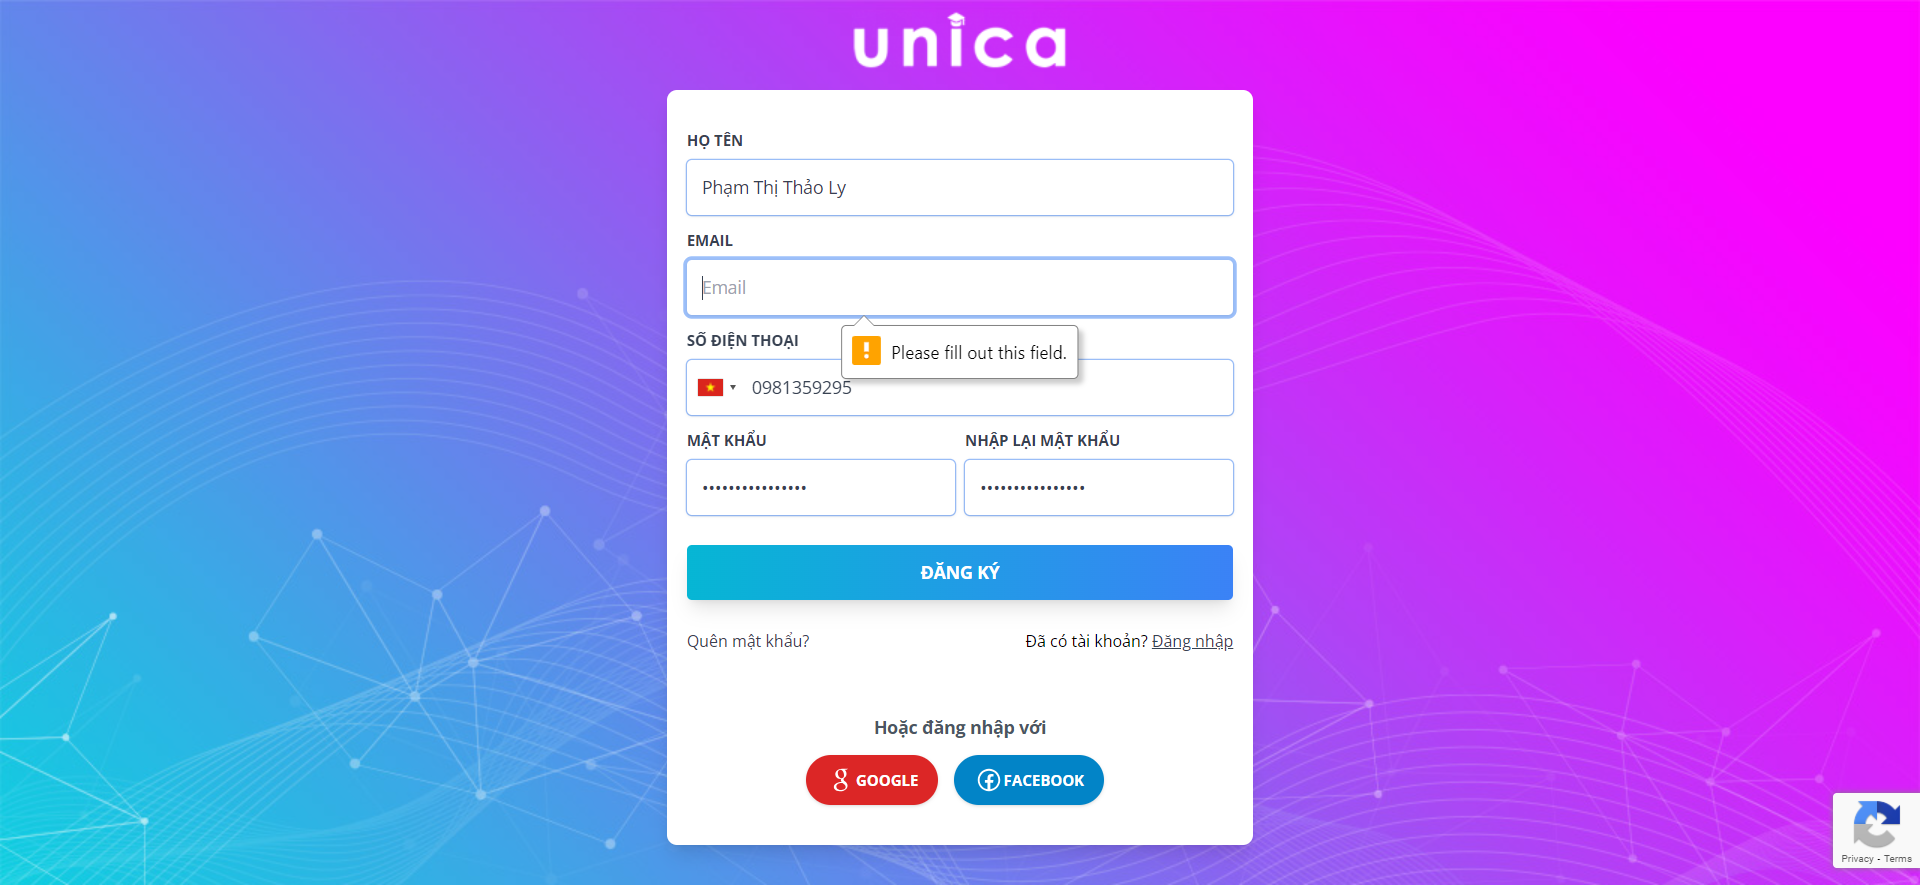 unica
HỌ TÊN
Phạm Thị Thảo Ly
EMAIL
Email
SỐ ĐIỆN THOẠI
Please fill out this field.
0981359295
MẬT KHẨU
NHẬP LẠI MẬT KHẨU
••••••••••••••••
••••••••••••••••
ĐĂNG KÝ
Quên mật khẩu?
Đã có tài khoản? Đăng nhập
Hoặc đăng nhập với
GOOGLE
FACEBOOK
Privacy - Terms